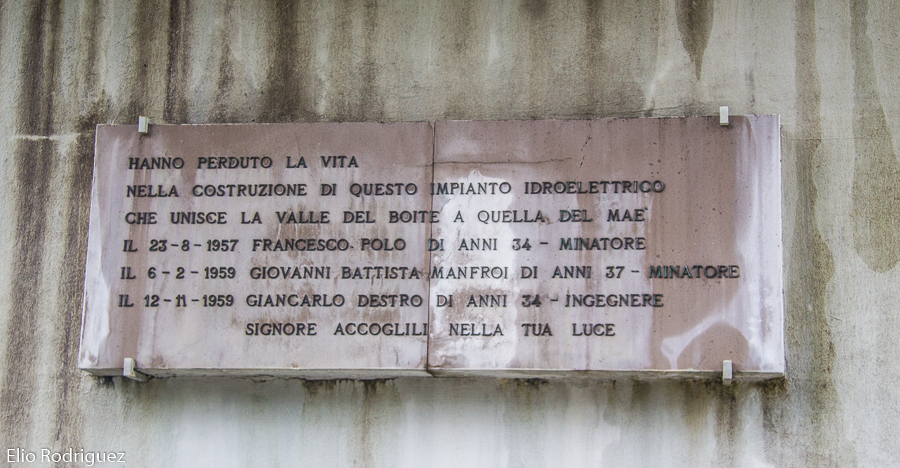 HANNO PERDUTO LA VITA
NELLA COSTRUZIONE DI QUESTO IMPIANTO IDROELETTRICO
CHE UNISCE LA VALLE DEL BOITE A QUELLA DEL MAE'
IL 23-8-1957 FRANCESCO POLO DI ANNI 34 - MINATORE
IL 6-2-1959 GIOVANNI BATTISTA MANFROI DI ANNI 37 - MINATORE
IL 12-11-1959 GIANCARLO DESTRO DI ANNI 34 - INGEGNERE
SIGNORE ACCOGLILI NELLA TUA LUCE
Elio Rodriguez